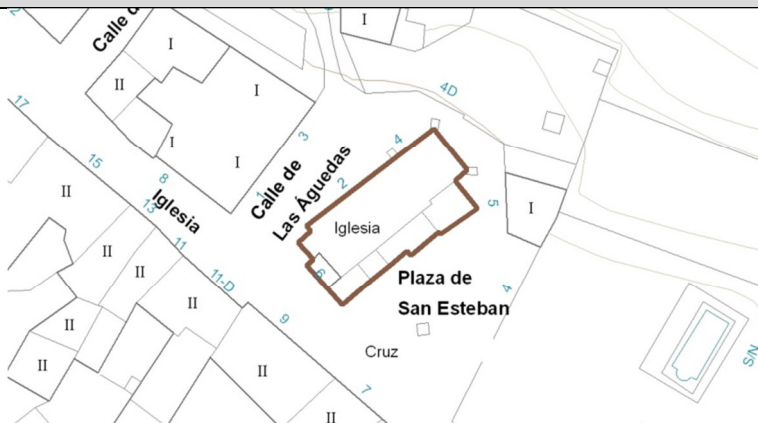 2
Calle d
I
I
II
I
4D
17
3
4
I
I
15
8
1
Calle de
Las Águedas
2
II
13
Iglesia
5
I
Iglesia
11
II
II
11-D
6
Plaza de
San Esteban
4
II
9
II
Cruz
S/N
II
II
7
II